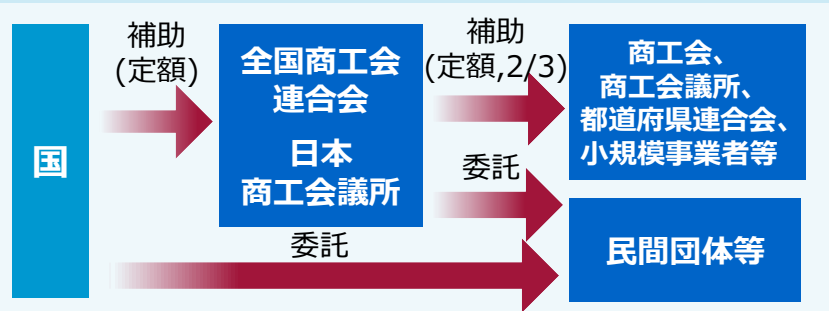 国
補助
(定額)
全国商工会
連合会
日本
商工会議所
補助
(定額,2/3)
商工会、
商工会議所、
都道府県連合会、
小規模事業者等
委託
民間団体等
委託